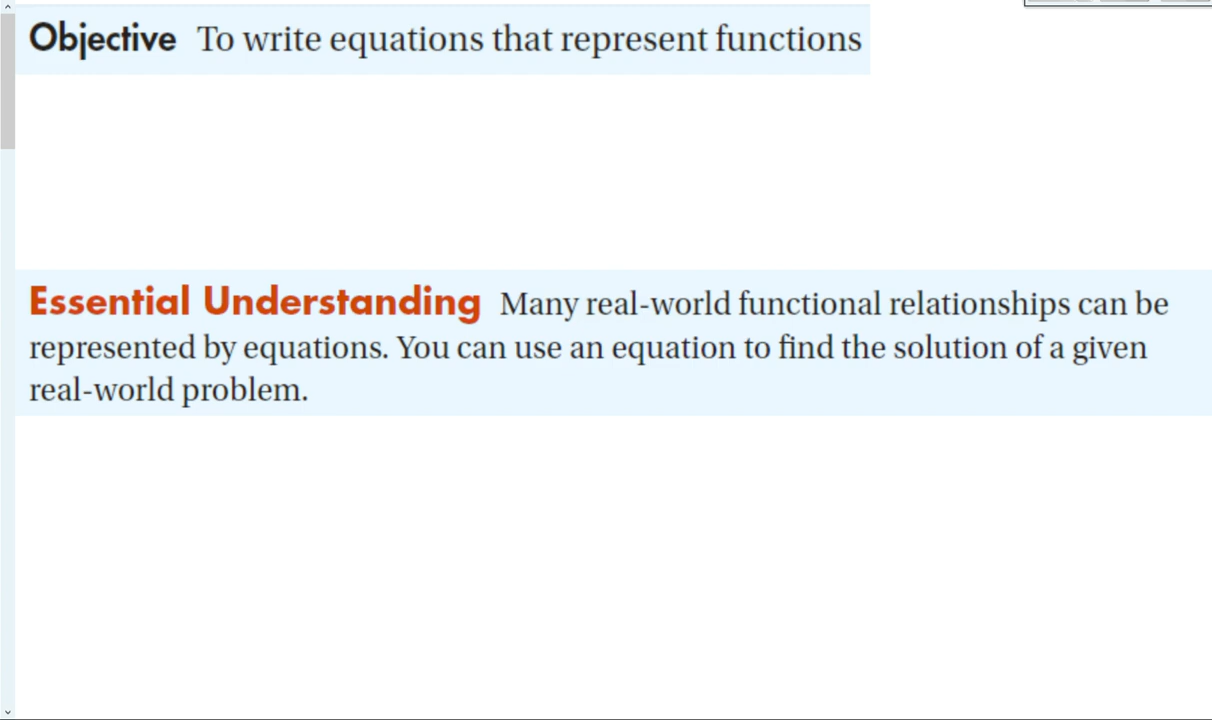 Objective To write equations that represent functions
Essential Understanding Many real-world functional relationships can be
represented by equations. You can use an equation to find the solution of a given
real-world problem.